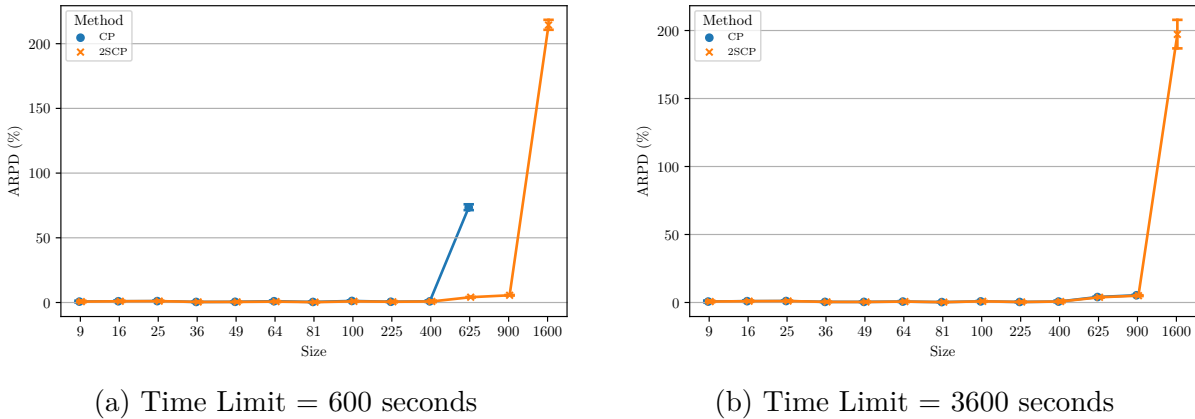 Method
CP
2SCP
ARPD (%)
200
150
100
50
0
9 16 25 36 49 64 81 100 225 400 625 900 1600
Size
(a) Time Limit = 600 seconds
Method
CP
2SCP
ARPD (%)
200
150
100
50
0
9 16 25 36 49 64 81 100 225 400 625 900 1600
Size
(b) Time Limit = 3600 seconds